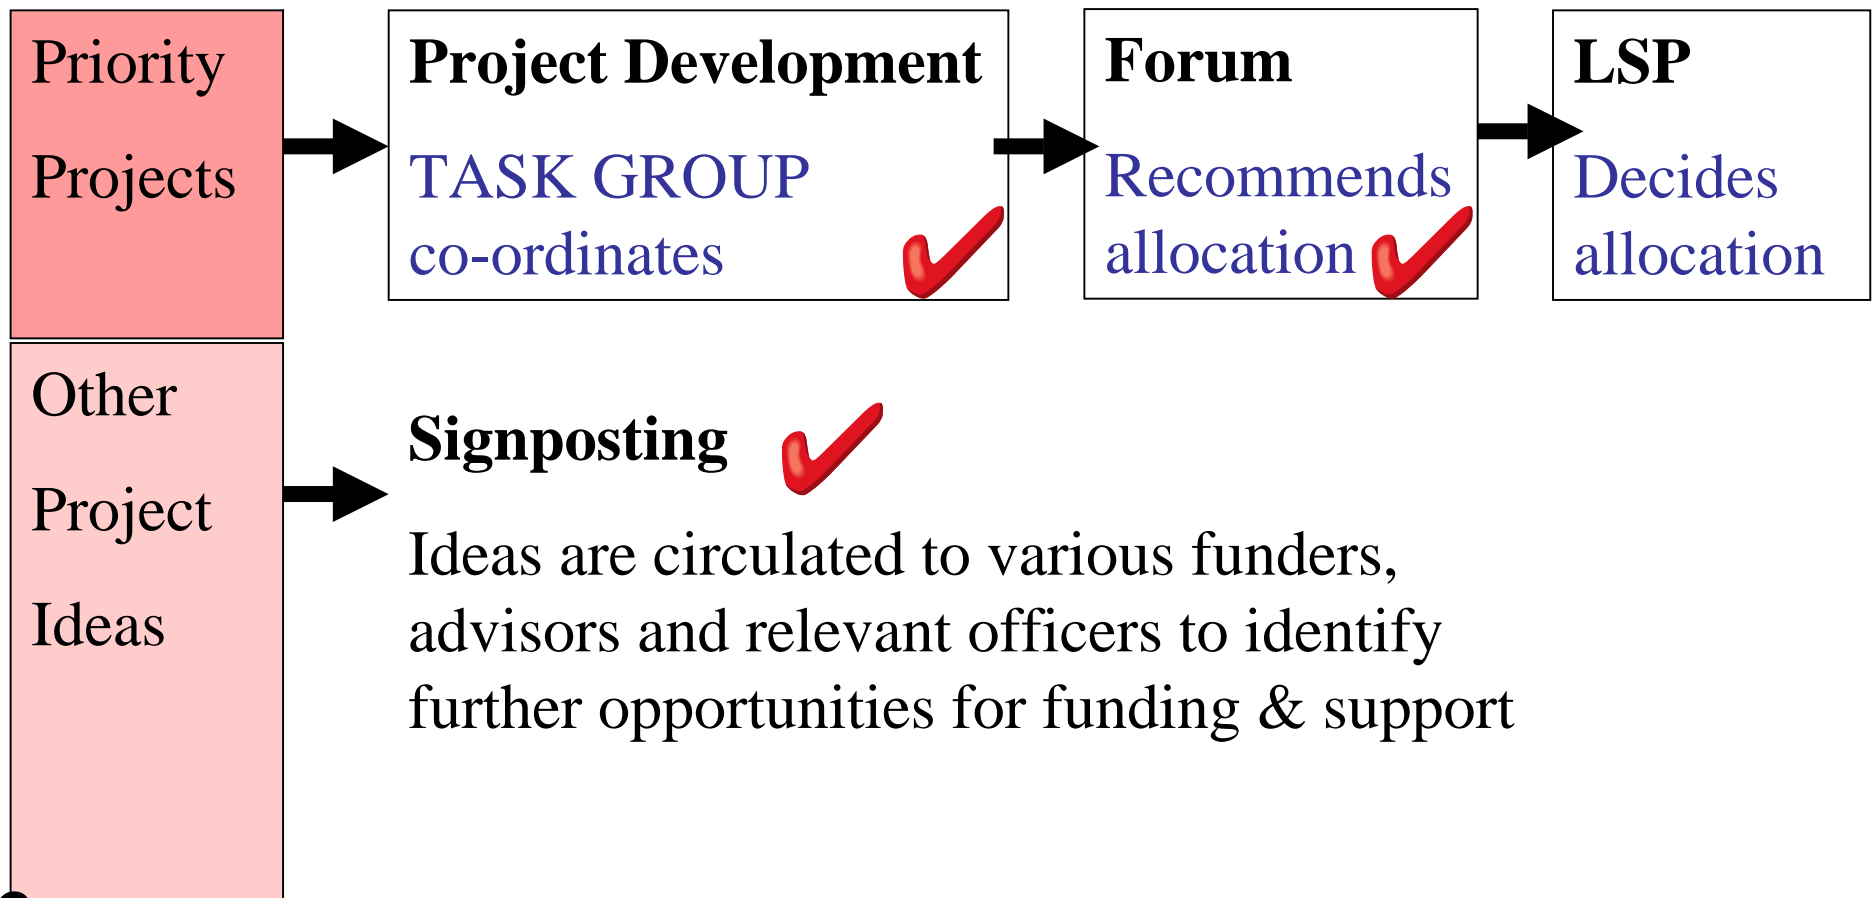 Priority
Projects
Project Development
TASK GROUP
co-ordinates
Forum
Recommends
allocation
LSP
Decides
allocation
Other
Project
Ideas
Signposting
Ideas are circulated to various funders,
advisors and relevant officers to identify
further opportunities for funding & support